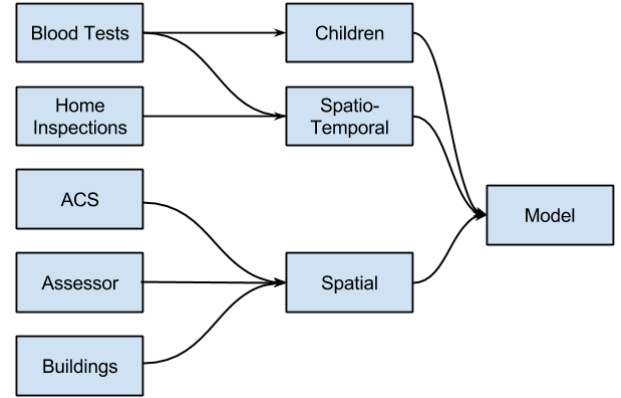 Blood Tests
Children
Home
Inspections
Spatio-
Temporal
ACS
Model
Assessor
Spatial
Buildings